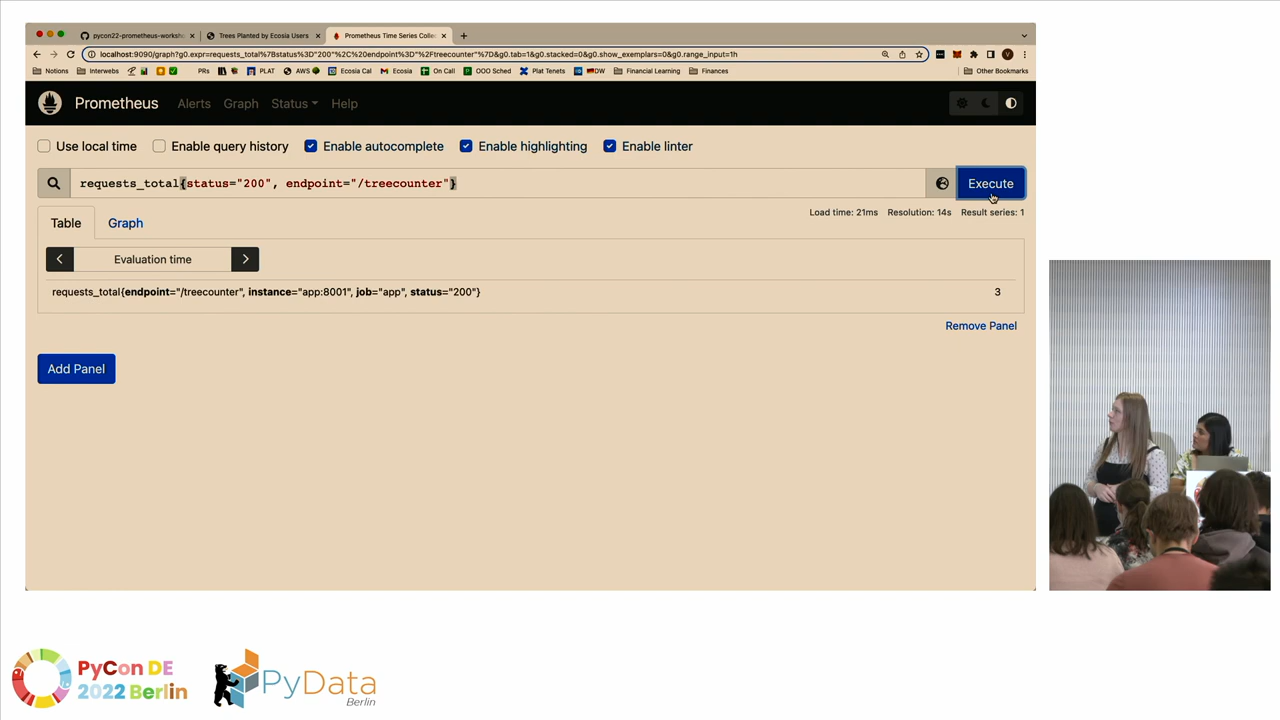 pycon22-prometheus-worksh
Trees Planted by Ecosia Users
Prometheus Time Series Collec
localhost:9090/graph?g0.expr=requests_total%7Bstatus%3D"200"%2C%20endpoint%3D"%2Ftreecounter"%7D&g0.tab=1&g0.stacked=0&g0.show_exemplars=0&g0.range_input=1h
Notions Interwebs PRs PLAT AWS Ecosia Cal Ecosia On Call OOO Sched Plat Tenets DW Financial Learning Finances Other Bookmarks
Prometheus Alerts Graph Status Help
Use local time Enable query history Enable autocomplete Enable highlighting Enable linter
requests_total{status="200", endpoint="/treecounter"}
Execute
Load time: 21ms Resolution: 14s Result series: 1
Table Graph
Evaluation time
requests_total{endpoint="/treecounter", instance="app:8001", job="app", status="200"} 3
Remove Panel
Add Panel
PyCon DE
2022 Berlin
PyData
Berlin